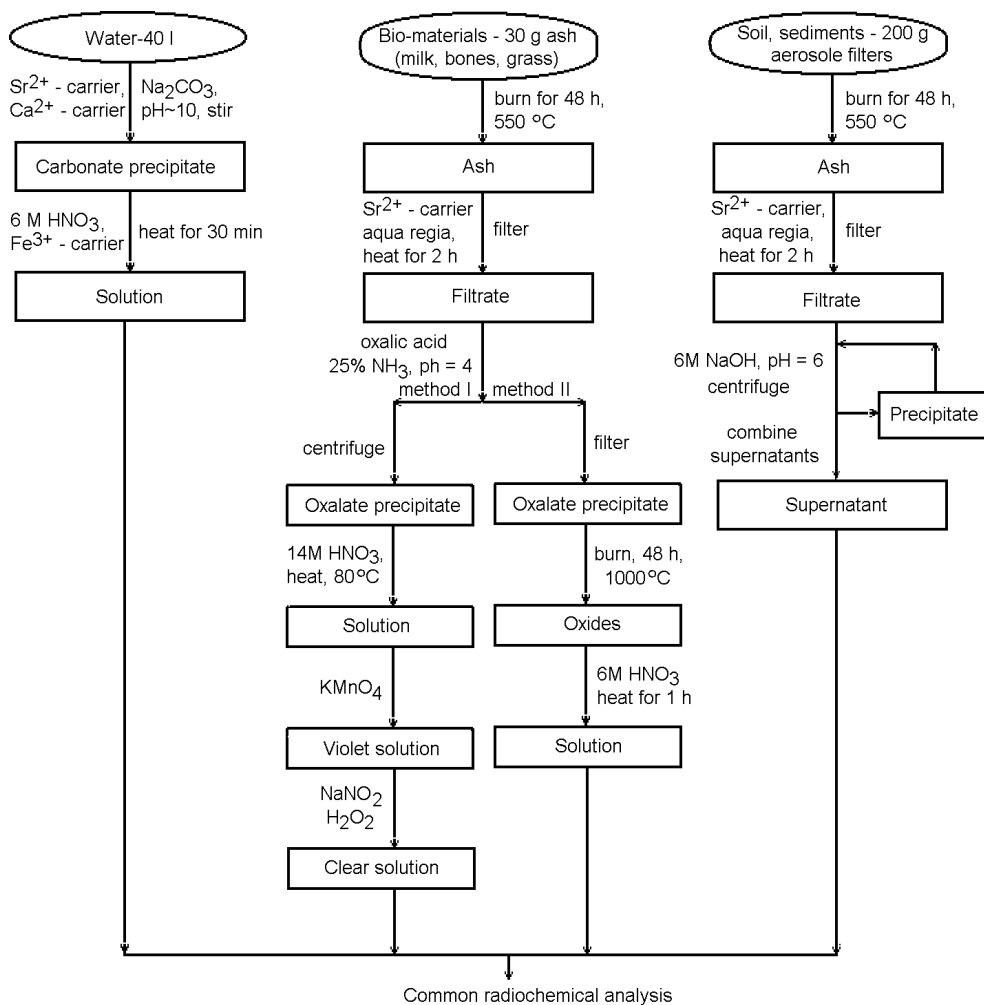 Water-40 l
Sr2+ - carrier,
Ca2+ - carrier
Na2CO3,
pH~10, stir
Carbonate precipitate
6 M HNO3,
Fe3+ - carrier
heat for 30 min
Solution
Bio-materials - 30 g ash
(milk, bones, grass)
burn for 48 h,
550 °C
Ash
Sr2+ - carrier
aqua regia,
heat for 2 h
filter
Filtrate
oxalic acid
25% NH3, ph = 4
method I
method II
centrifuge
Oxalate precipitate
14M HNO3,
heat, 80°C
Solution
KMnO4
Violet solution
NaNO2
H2O2
Clear solution
filter
Oxalate precipitate
burn, 48 h,
1000°C
Oxides
6M HNO3
heat for 1 h
Solution
Soil, sediments - 200 g
aerosole filters
burn for 48 h,
550 °C
Ash
Sr2+ - carrier,
aqua regia,
heat for 2 h
filter
Filtrate
6M NaOH, pH = 6
centrifuge
Precipitate
combine
supernatants
Supernatant
Common radiochemical analysis